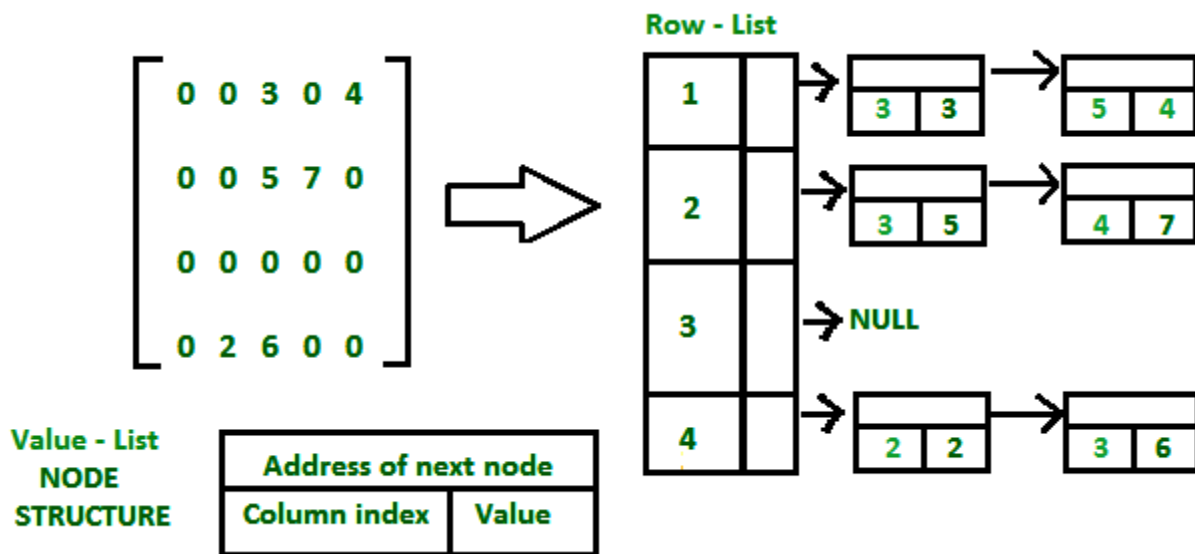 0 0 3 0 4
0 0 5 7 0
0 0 0 0 0
0 2 6 0 0
Row - List
1
3 3
5 4
2
3 5
4 7
3
NULL
4
2 2
3 6
Value - List
NODE
STRUCTURE
Address of next node
Column index Value